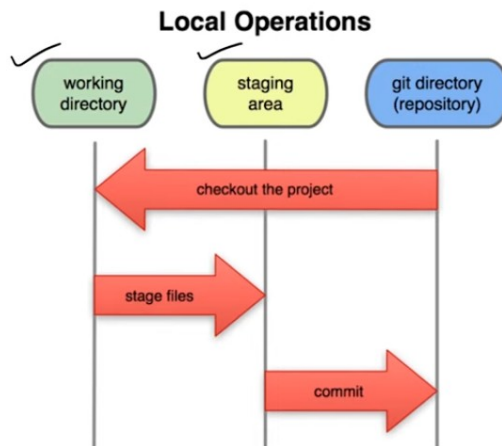 Local Operations
working
directory
staging
area
git directory
(repository)
checkout the project
stage files
commit